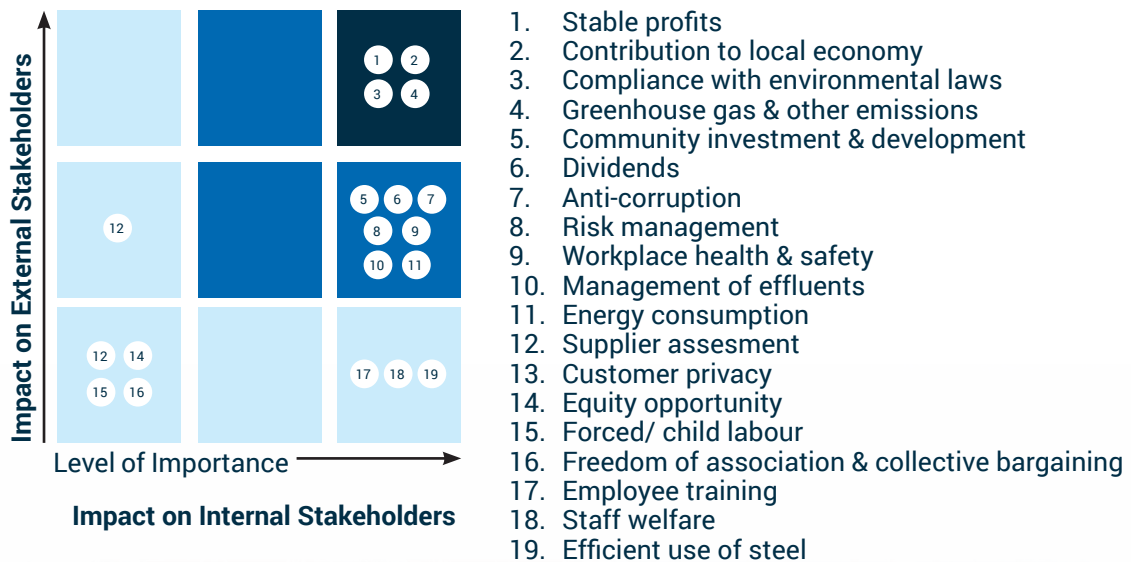 Impact on External Stakeholders
1 2
3 4
12
5 6 7
8 9
10 11
12 14
15 16
17 18 19
Level of Importance
Impact on Internal Stakeholders
1. Stable profits
2. Contribution to local economy
3. Compliance with environmental laws
4. Greenhouse gas & other emissions
5. Community investment & development
6. Dividends
7. Anti-corruption
8. Risk management
9. Workplace health & safety
10. Management of effluents
11. Energy consumption
12. Supplier assesment
13. Customer privacy
14. Equity opportunity
15. Forced/ child labour
16. Freedom of association & collective bargaining
17. Employee training
18. Staff welfare
19. Efficient use of steel